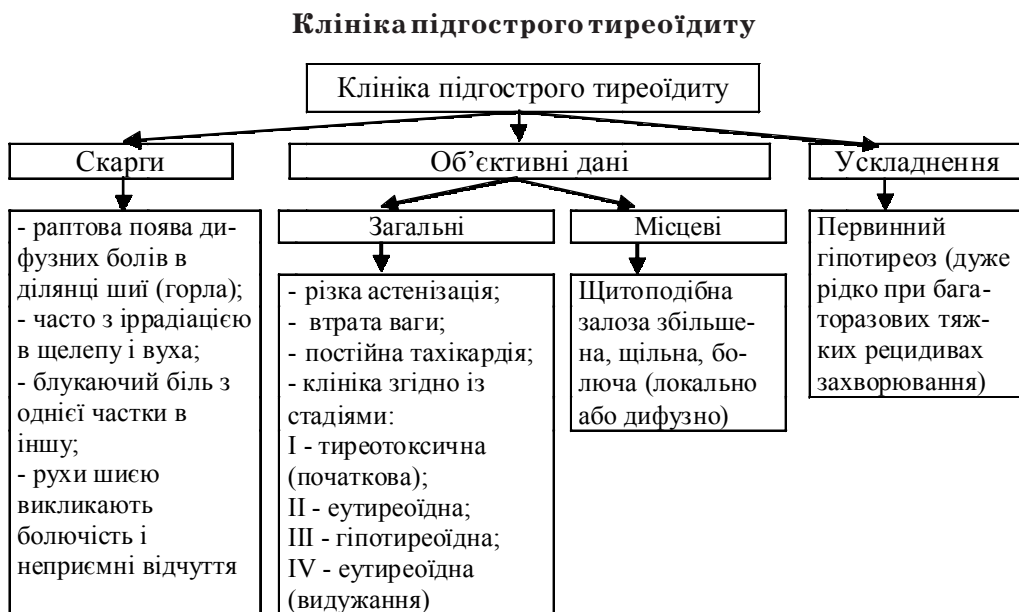 Клініка підгострого тиреоїдиту
Клініка підгострого тиреоїдиту
Скарги
Об’єктивні дані
Ускладнення
- раптова поява ди-
фузних болів в
ділянці шиї (горла);
- часто з іррадіацією
в щелепу і вуха;
- блукаючий біль з
однієї частки в
іншу;
- рухи шиєю
викликають
болючість і
неприємні відчуття
Загальні
- різка астенізація;
- втрата ваги;
- постійна тахікардія;
- клініка згідно із
стадіями:
I - тиреотоксична
(початкова);
II - еутиреоїдна;
III - гіпотиреоїдна;
IV - еутиреоїдна
(видужання)
Місцеві
Щитоподібна
залоза збільше-
на, щільна, бо-
люча (локально
або дифузно)
Первинний
гіпотиреоз (дуже
рідко при бага-
торазових тяж-
ких рецидивах
захворювання)